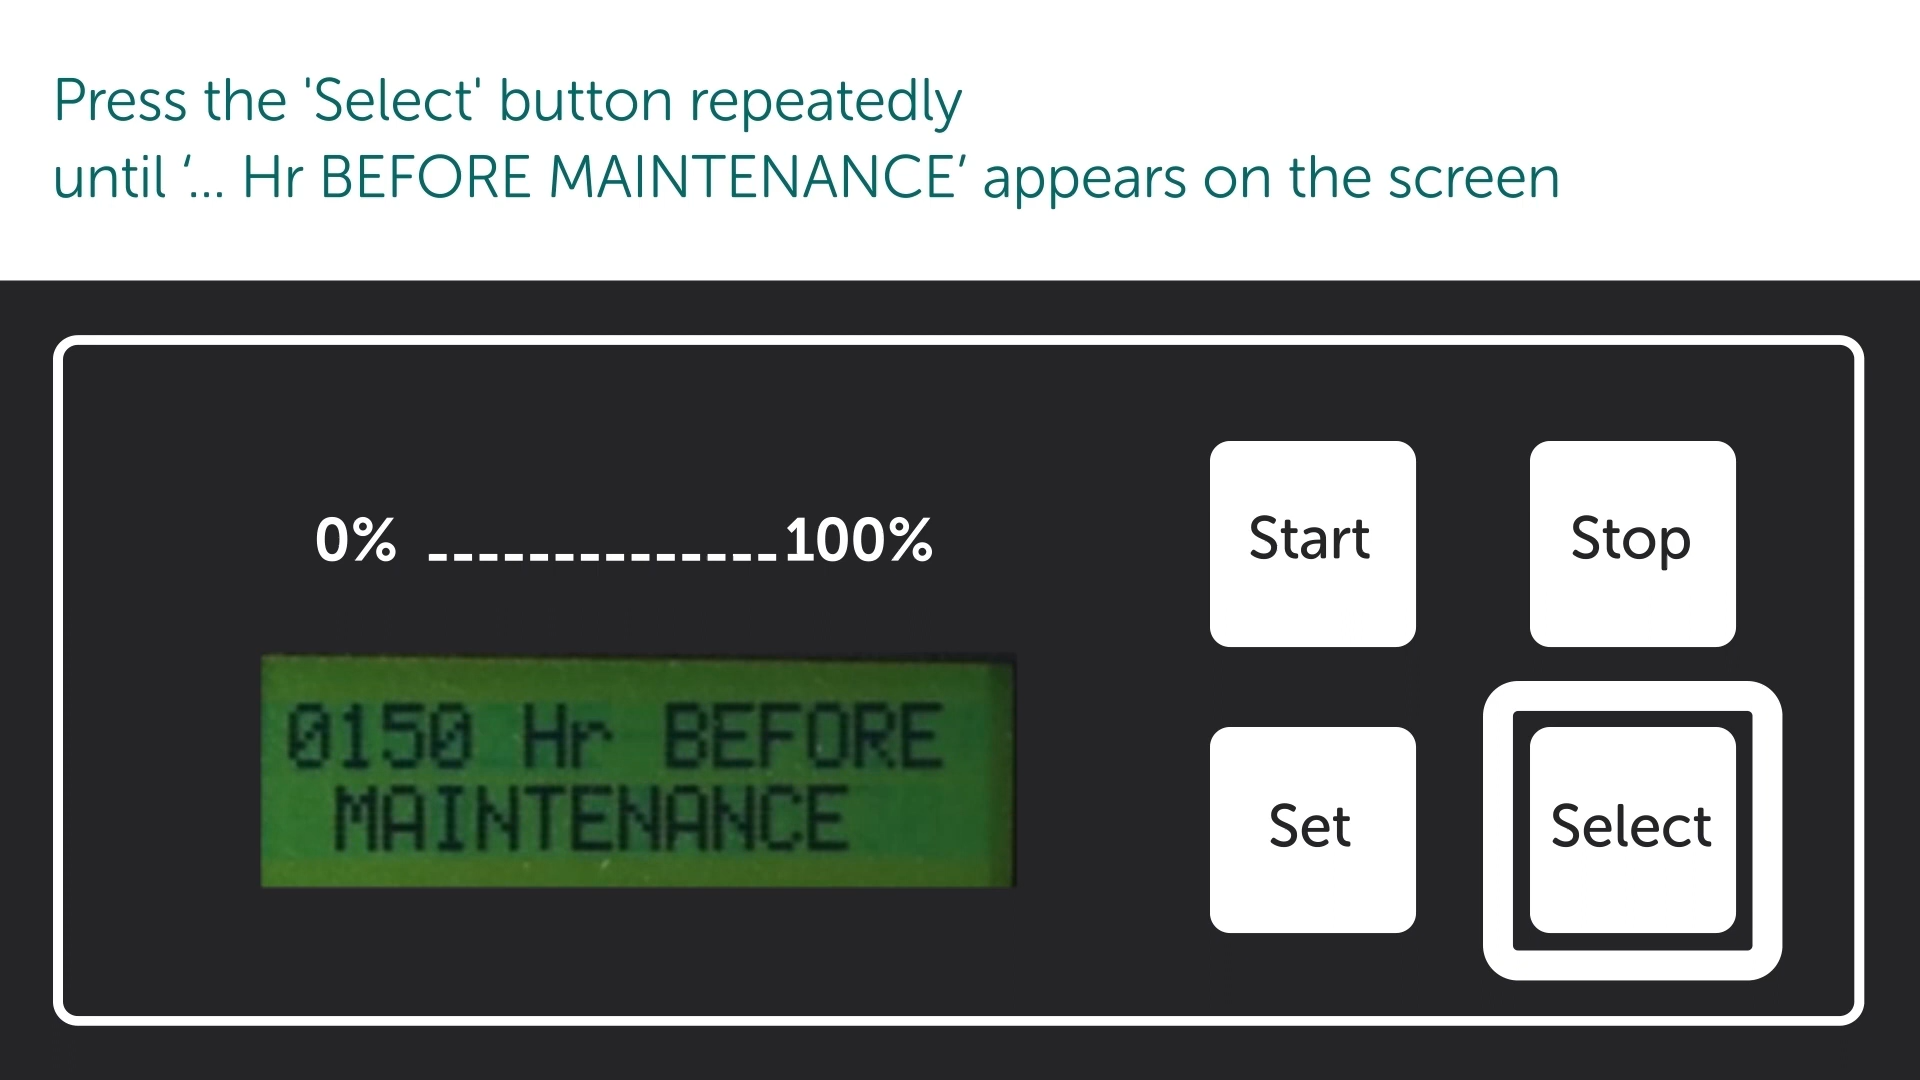 Press the 'Select' button repeatedly
until ‘... Hr BEFORE MAINTENANCE’ appears on the screen
0% ______________100%
Start
Stop
0150 Hr BEFORE
MAINTENANCE
Set
Select